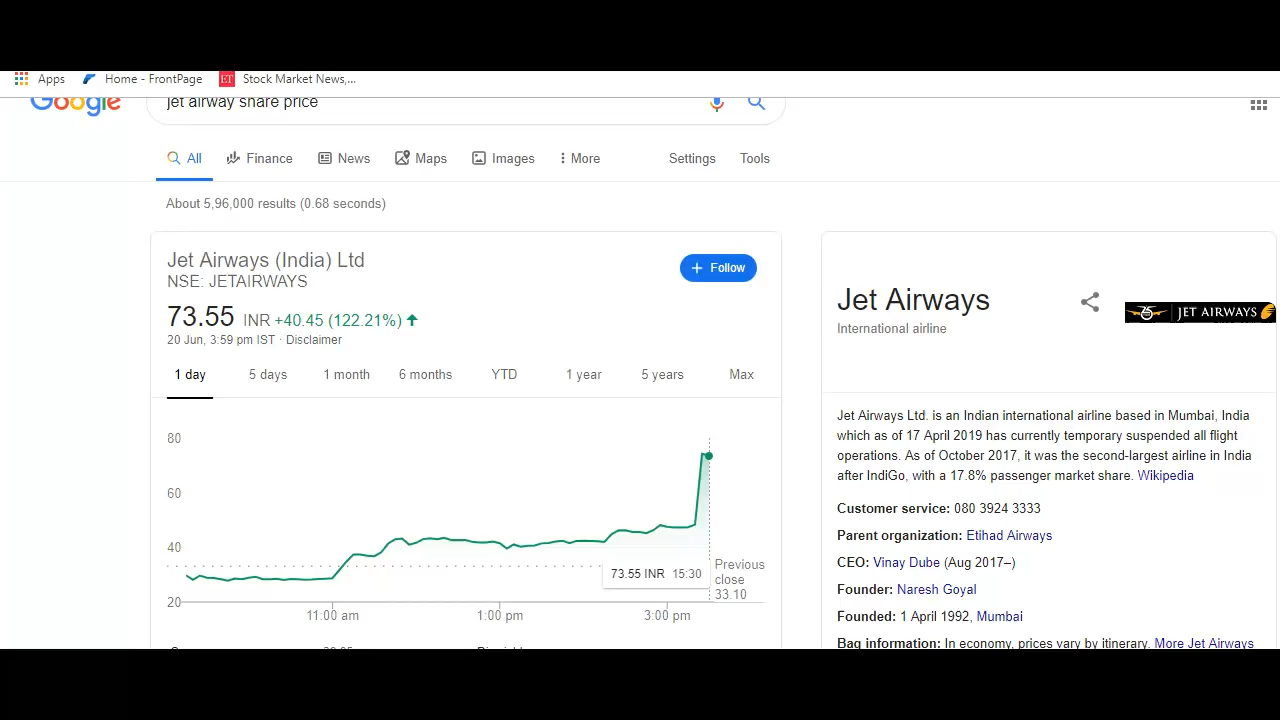 Apps Home - FrontPage ET Stock Market News,...
Google jet airway share price
All Finance News Maps Images More Settings Tools
About 5,96,000 results (0.68 seconds)
Jet Airways (India) Ltd
NSE: JETAIRWAYS
+ Follow
73.55 INR +40.45 (122.21%)
20 Jun, 3:59 pm IST · Disclaimer
1 day 5 days 1 month 6 months YTD 1 year 5 years Max
80
60
40
20
73.55 INR 15:30
Previous
close
33.10
11:00 am 1:00 pm 3:00 pm
Jet Airways
International airline
25 JET AIRWAYS
Jet Airways Ltd. is an Indian international airline based in Mumbai, India
which as of 17 April 2019 has currently temporary suspended all flight
operations. As of October 2017, it was the second-largest airline in India
after IndiGo, with a 17.8% passenger market share. Wikipedia
Customer service: 080 3924 3333
Parent organization: Etihad Airways
CEO: Vinay Dube (Aug 2017–)
Founder: Naresh Goyal
Founded: 1 April 1992, Mumbai
Bag information: In economy, prices vary by itinerary. More Jet Airways